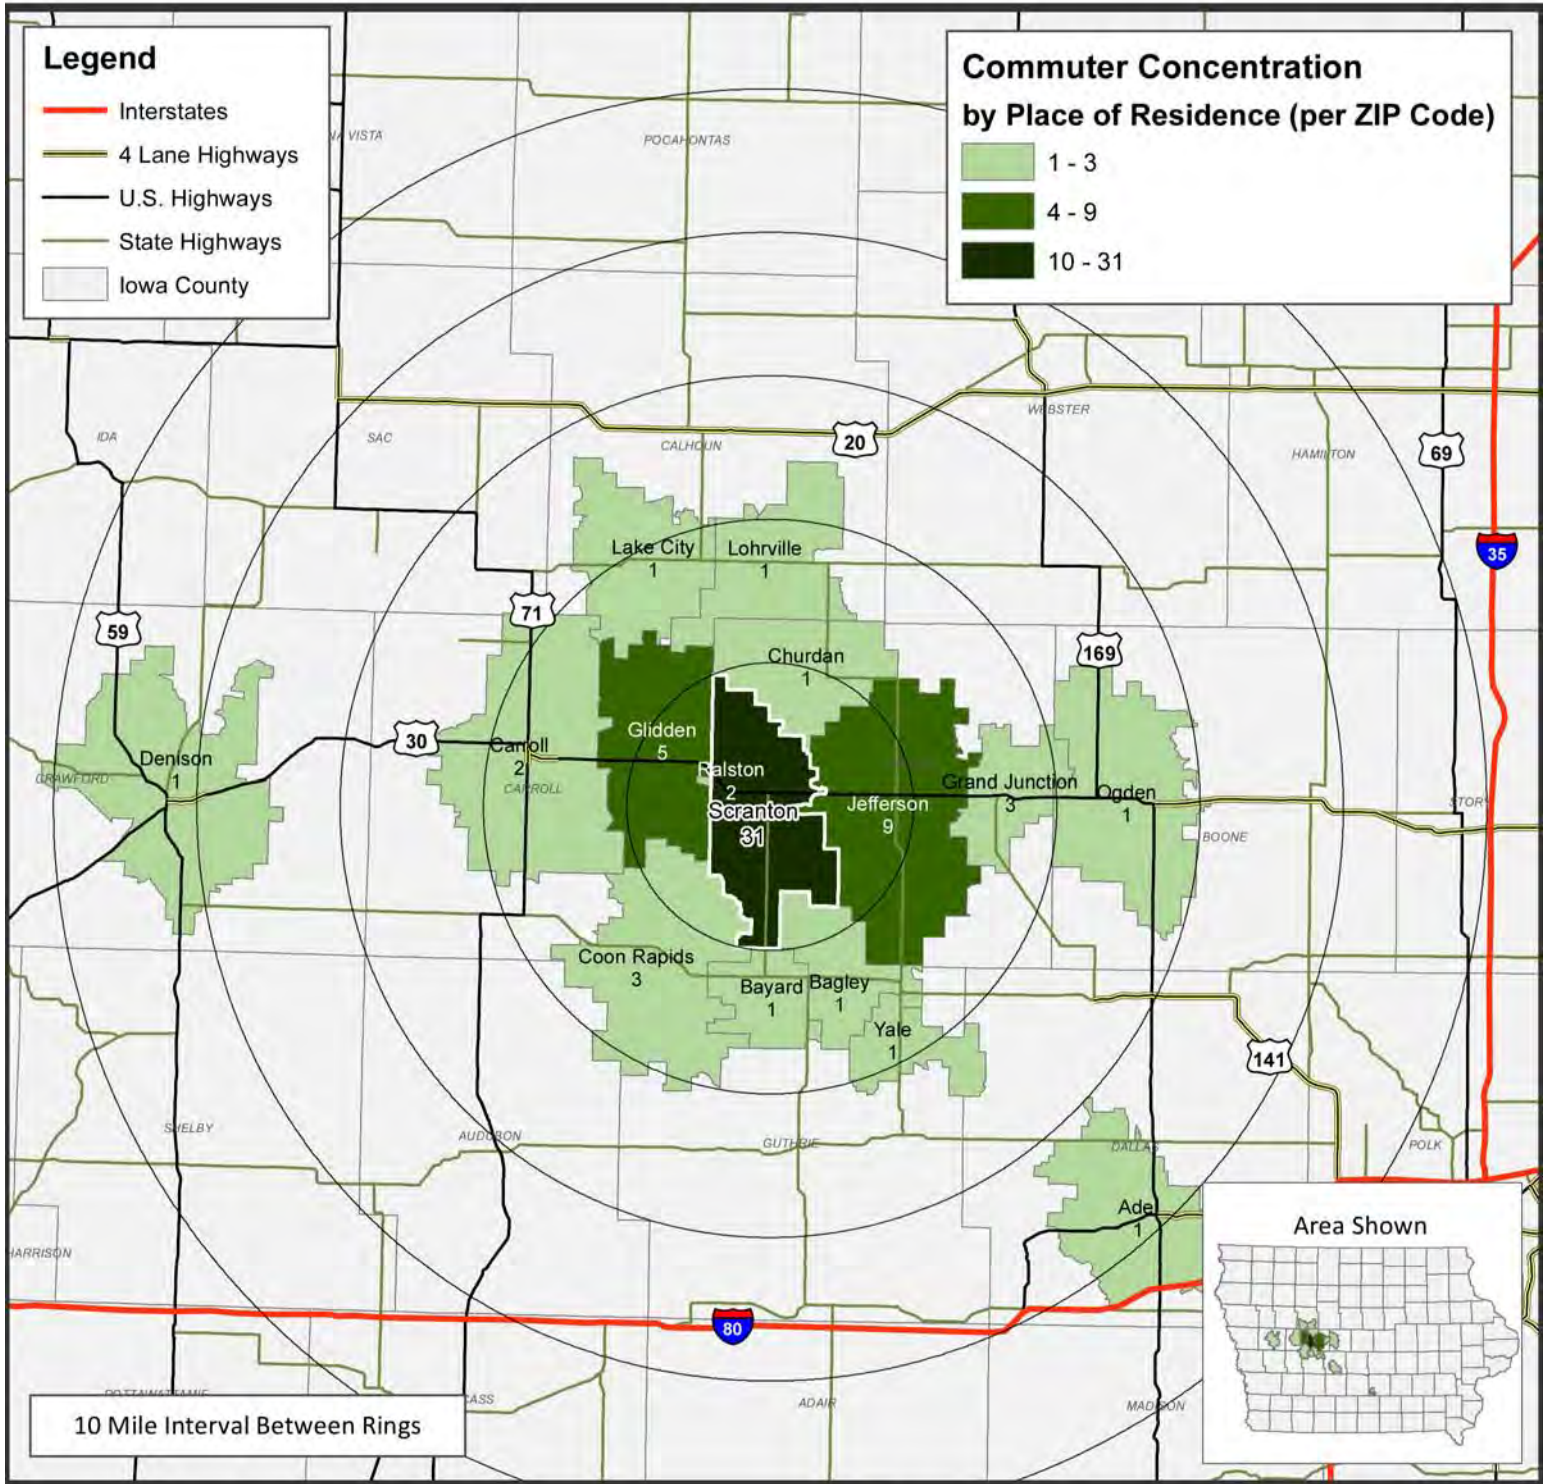 Legend
Interstates
4 Lane Highways
U.S. Highways
State Highways
Iowa County
Commuter Concentration
by Place of Residence (per ZIP Code)
1 - 3
4 - 9
10 - 31
VISTA
POCAHONTAS
IDA
SAC
CALHOUN
20
WEBSTER
HAMILTON
69
35
Lake City
1
Lohrville
1
59
71
169
Churdan
1
30
Glidden
5
Denison
1
CRAWFORD
Carroll
2
CARROLL
Ralston
2
Scranton
31
Jefferson
9
Grand Junction
3
Ogden
1
STORY
BOONE
Coon Rapids
3
Bayard
1
Bagley
1
Yale
1
141
SHELBY
AUDUBON
GUTHRIE
DALLAS
POLK
Ade
1
HARRISON
80
POTTAWATTAMIE
CASS
ADAIR
MADISON
10 Mile Interval Between Rings
Area Shown